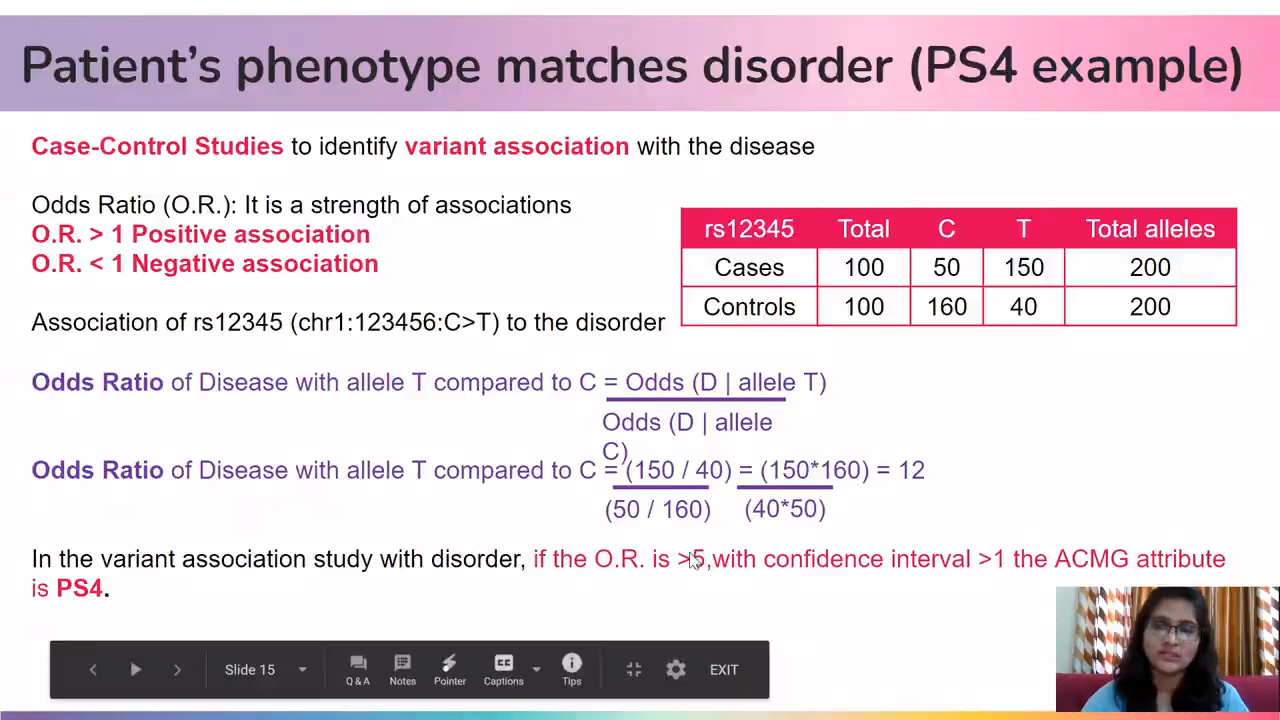 Patient's phenotype matches disorder (PS4 example)
Case-Control Studies to identify variant association with the disease
Odds Ratio (O.R.): It is a strength of associations
O.R. > 1 Positive association
O.R. < 1 Negative association
rs12345 Total C T Total alleles
Cases 100 50 150 200
Controls 100 160 40 200
Association of rs12345 (chr1:123456:C>T) to the disorder
Odds Ratio of Disease with allele T compared to C = Odds (D | allele T)
Odds (D | allele
C)
Odds Ratio of Disease with allele T compared to C = (150 / 40) = (150*160) = 12
(50 / 160) (40*50)
In the variant association study with disorder, if the O.R. is >5,with confidence interval >1 the ACMG attribute
is PS4.
Slide 15
Q & A
Notes
Pointer
CC
Captions
Tips
EXIT